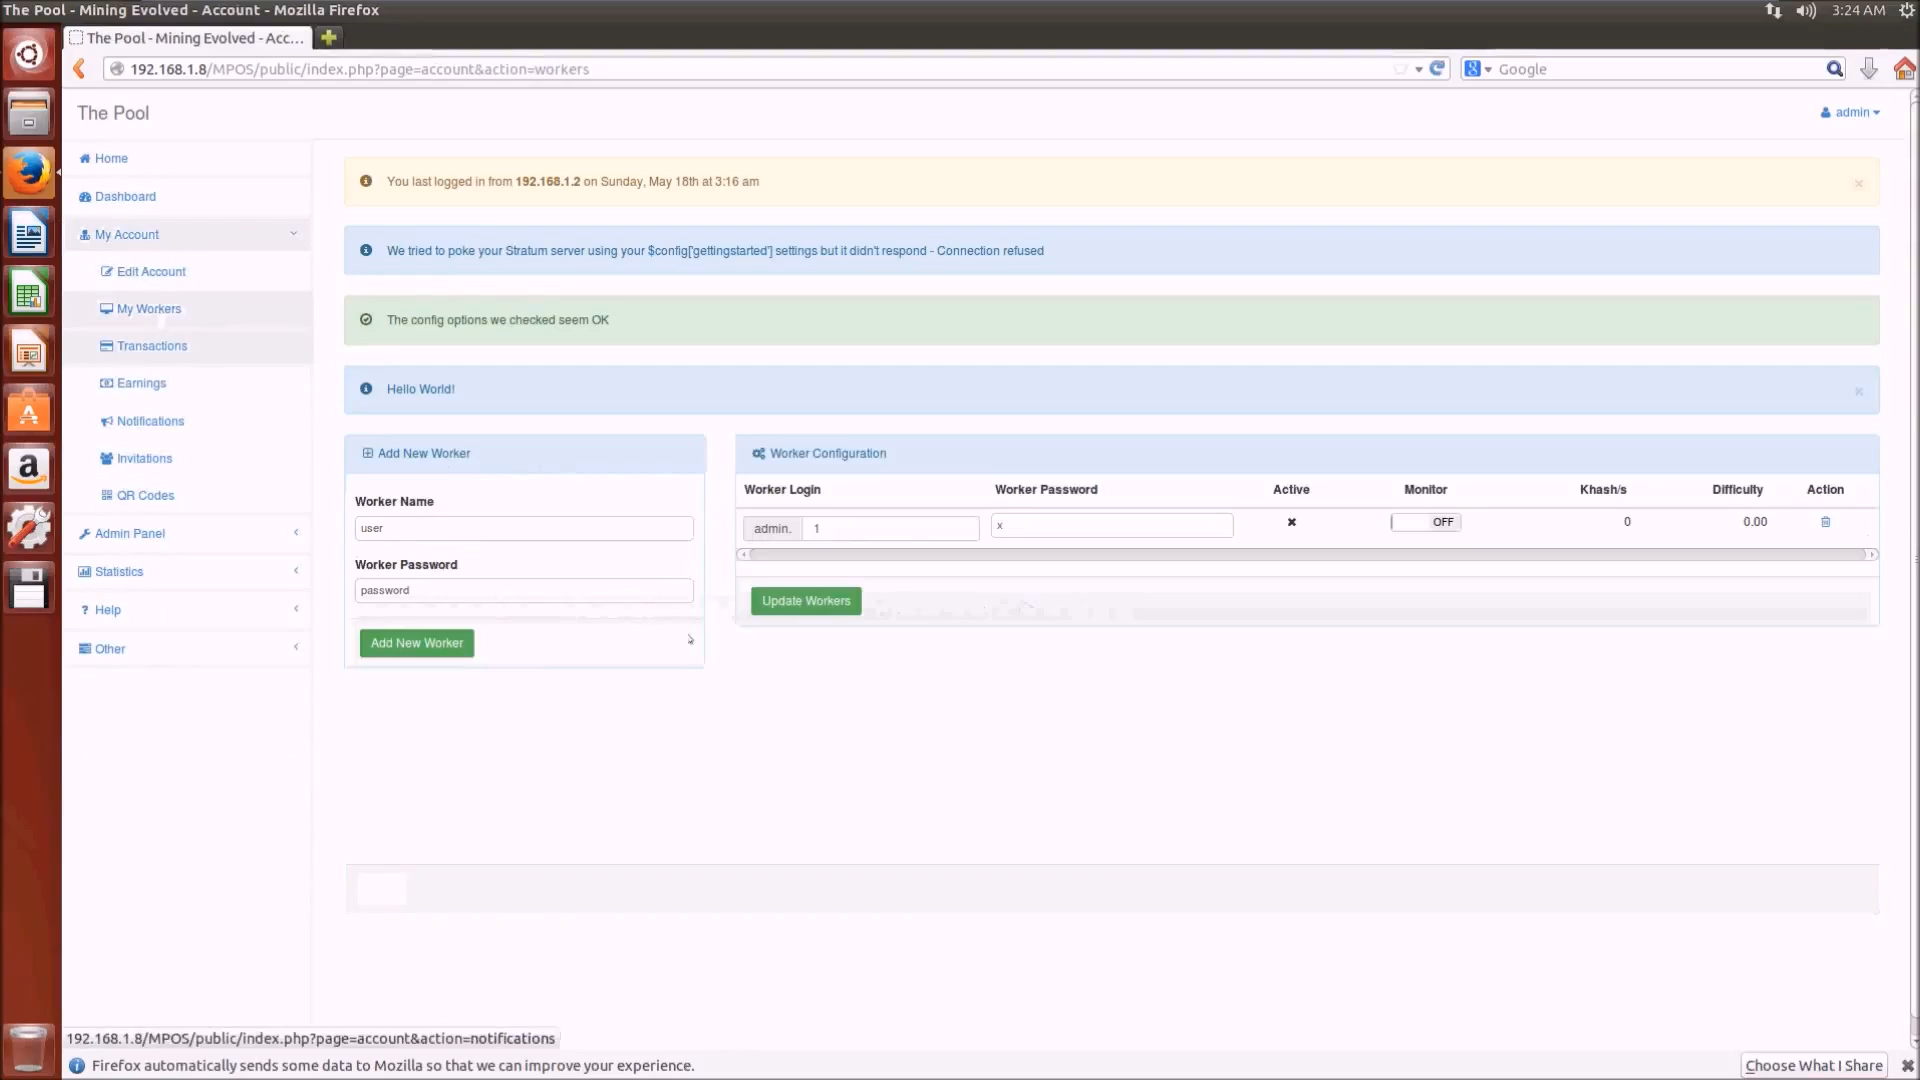 The Pool - Mining Evolved - Account - Mozilla Firefox
3:24 AM
The Pool - Mining Evolved - Acc...
192.168.1.8/MPOS/public/index.php?page=account&action=workers
Google
The Pool
admin
Home
Dashboard
My Account
Edit Account
My Workers
Transactions
Earnings
Notifications
Invitations
QR Codes
Admin Panel
Statistics
Help
Other
You last logged in from 192.168.1.2 on Sunday, May 18th at 3:16 am
We tried to poke your Stratum server using your $config['gettingstarted'] settings but it didn't respond - Connection refused
The config options we checked seem OK
Hello World!
Add New Worker
Worker Name
user
Worker Password
password
Add New Worker
Worker Configuration
Worker Login Worker Password Active Monitor Khash/s Difficulty Action
admin. 1 x OFF 0 0.00
Update Workers
192.168.1.8/MPOS/public/index.php?page=account&action=notifications
Firefox automatically sends some data to Mozilla so that we can improve your experience.
Choose What I Share